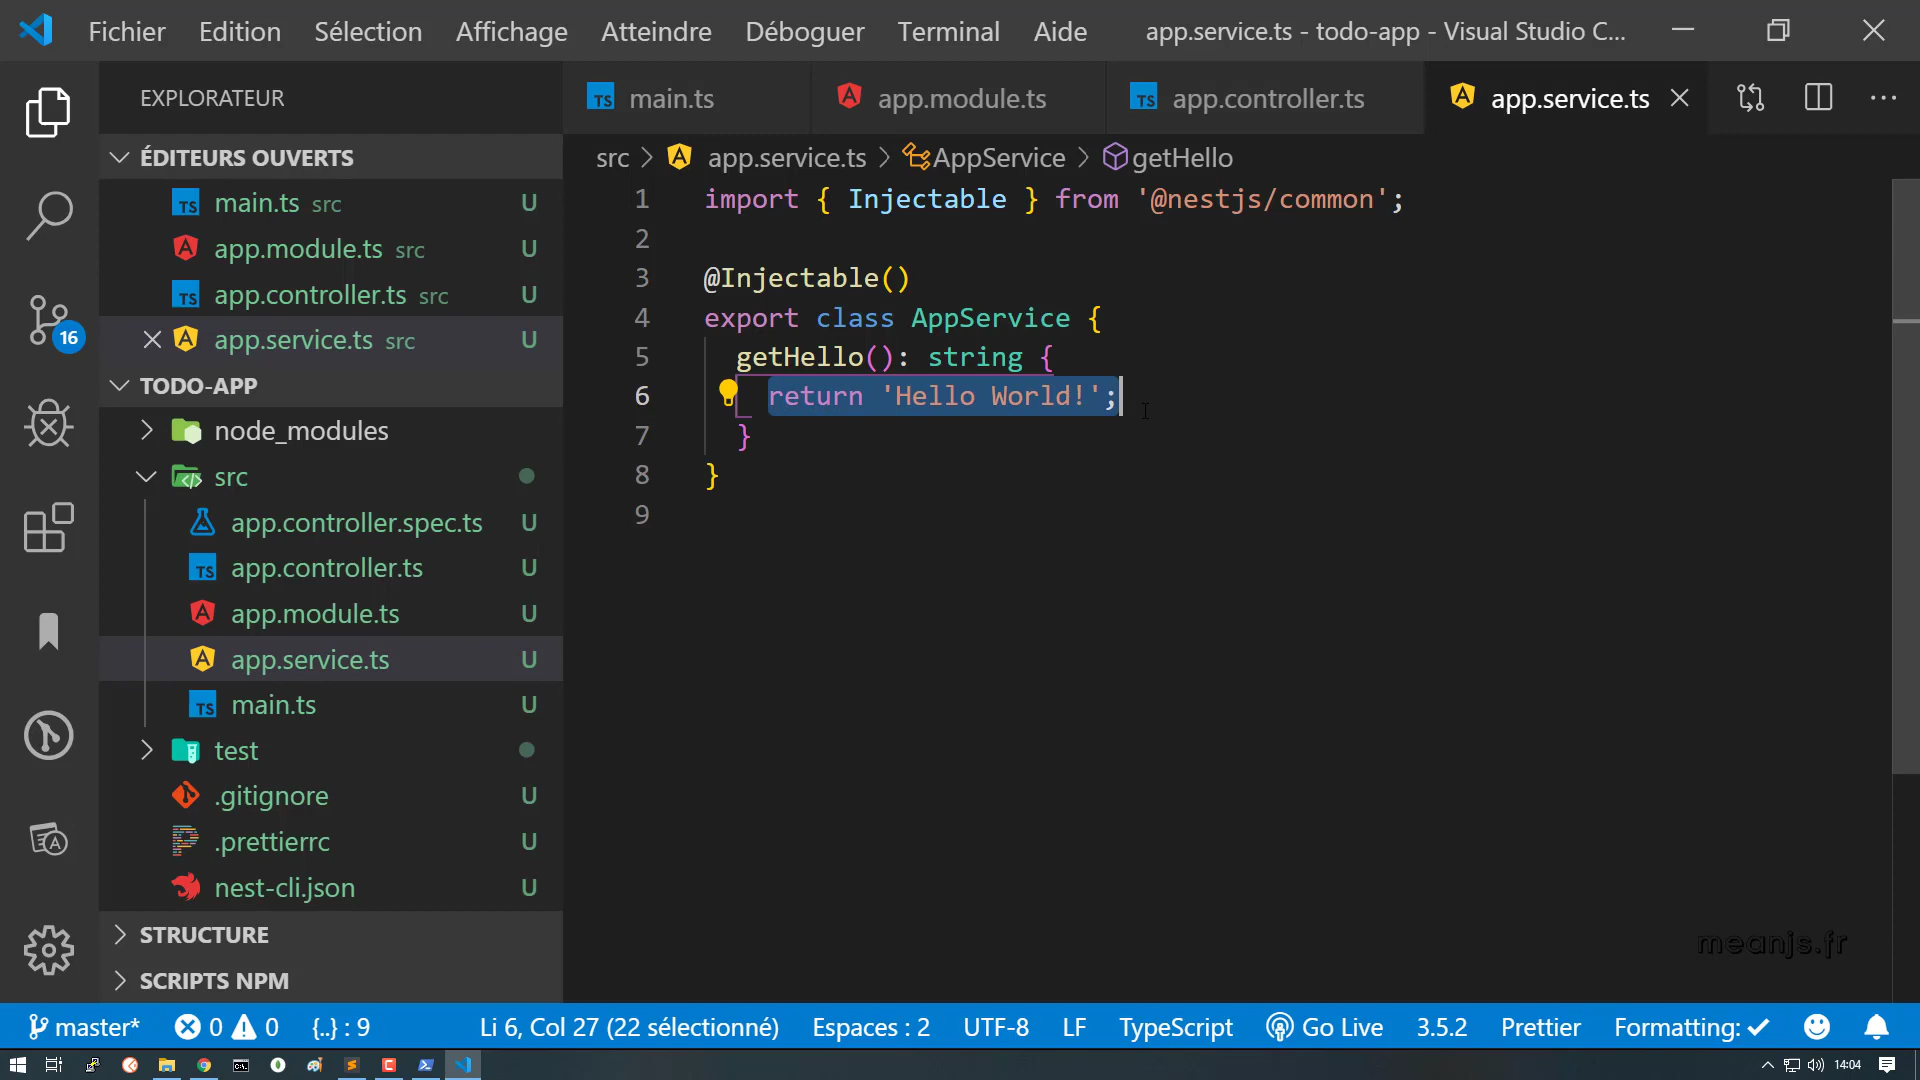 Fichier Edition Sélection Affichage Atteindre Déboguer Terminal Aide app.service.ts - todo-app - Visual Studio C...
EXPLORATEUR
main.ts app.module.ts app.controller.ts app.service.ts
ÉDITEURS OUVERTS
src > app.service.ts > AppService > getHello
main.ts src U
app.module.ts src U
app.controller.ts src U
app.service.ts src U
16
TODO-APP
node_modules
src
app.controller.spec.ts U
app.controller.ts U
app.module.ts U
app.service.ts U
main.ts U
test
.gitignore U
.prettierrc U
nest-cli.json U
STRUCTURE
SCRIPTS NPM
1 import { Injectable } from '@nestjs/common';
2
3 @Injectable()
4 export class AppService {
5 getHello(): string {
6 return 'Hello World!';
7 }
8 }
9
meanjs.fr
master* 0 0 {..} : 9 Li 6, Col 27 (22 sélectionné) Espaces : 2 UTF-8 LF TypeScript Go Live 3.5.2 Prettier Formatting:
14:04